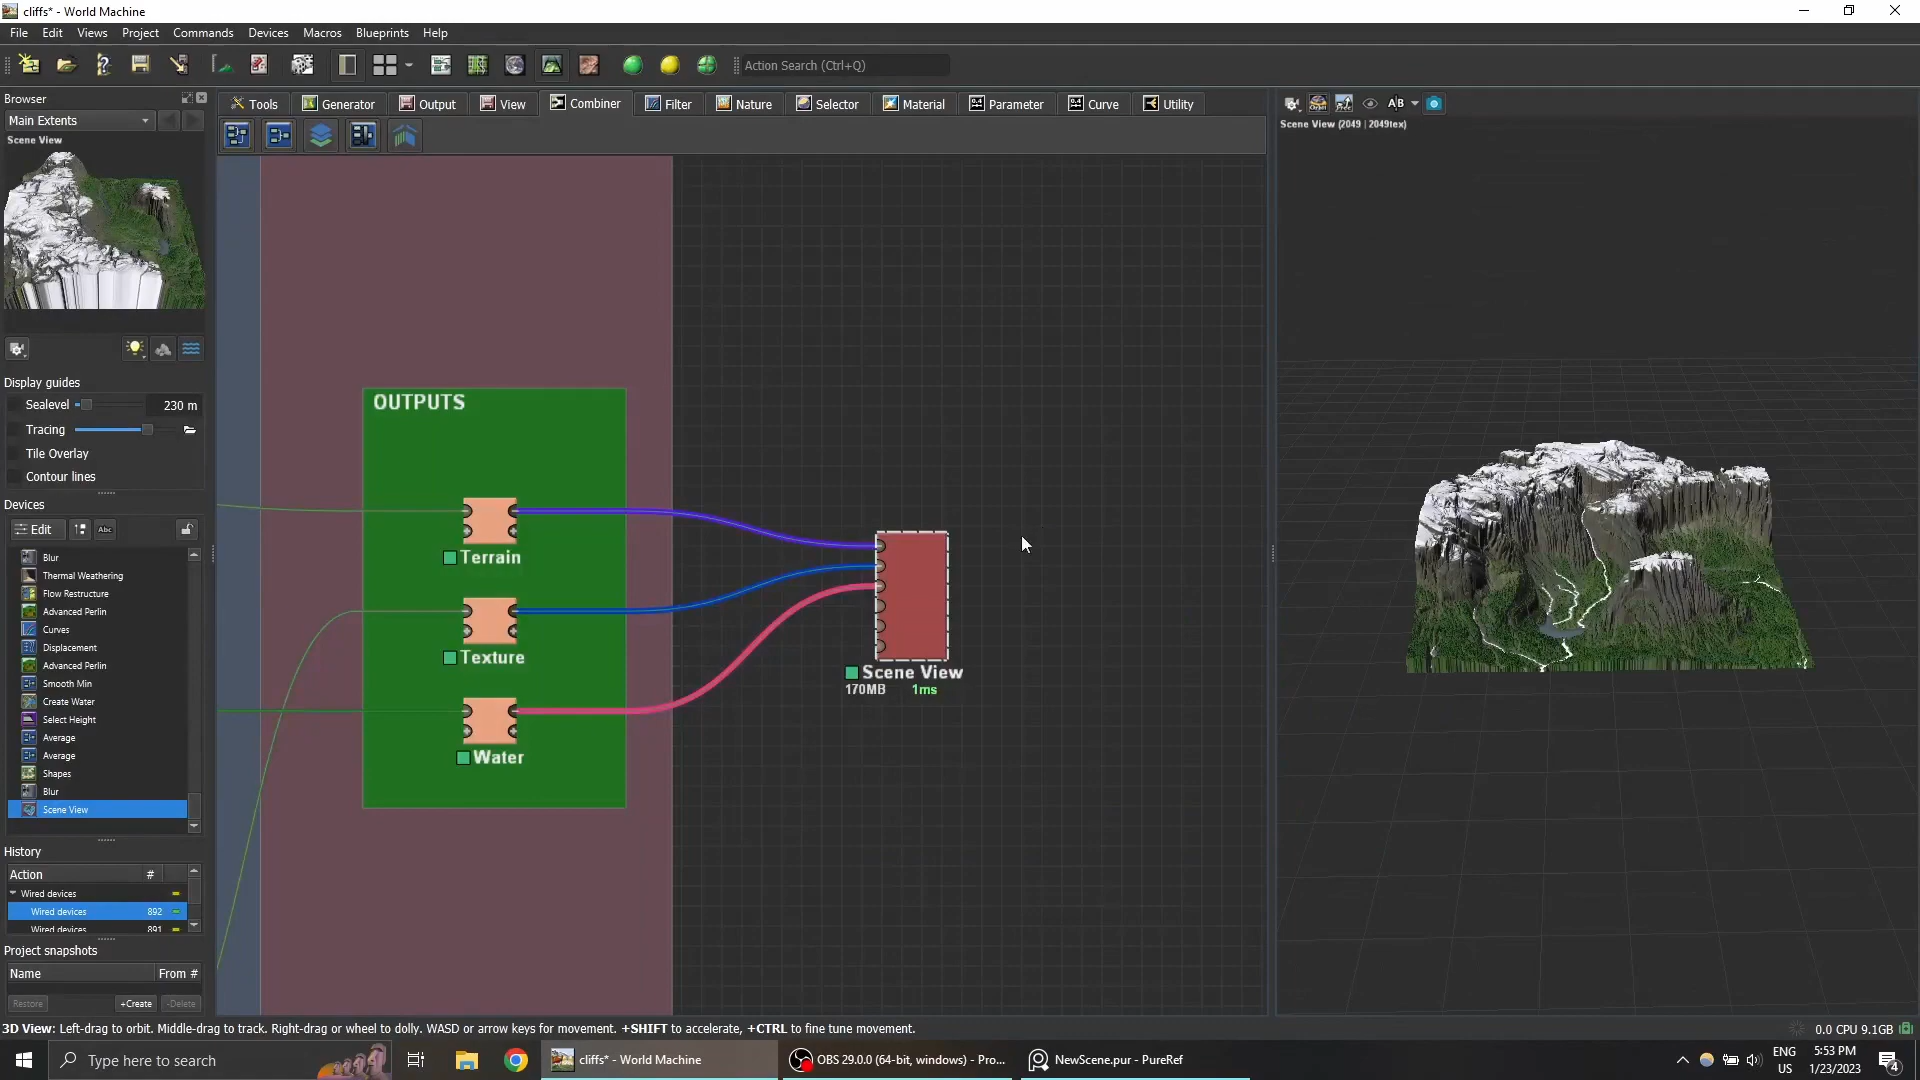 cliffs* - World Machine
File Edit Views Project Commands Devices Macros Blueprints Help
Action Search (Ctrl+Q)
Browser
Main Extents
Scene View
Tools Generator Output View Combiner Filter Nature Selector Material Parameter Curve Utility
AB
Scene View (2049 | 2049tex)
Display guides
Sealevel 230 m
Tracing
Tile Overlay
Contour lines
Devices
Edit Abc
Blur
Thermal Weathering
Flow Restructure
Advanced Perlin
Curves
Displacement
Advanced Perlin
Smooth Min
Create Water
Select Height
Average
Average
Shapes
Blur
Scene View
OUTPUTS
Terrain
Texture
Water
Scene View
170MB 1ms
History
Action #
Wired devices
Wired devices 892
Wired devices 891
Project snapshots
Name From #
Restore +Create -Delete
3D View: Left-drag to orbit. Middle-drag to track. Right-drag or wheel to dolly. WASD or arrow keys for movement. +SHIFT to accelerate, +CTRL to fine tune movement.
0.0 CPU 9.1GB
Type here to search
cliffs* - World Machine
OBS 29.0.0 (64-bit, windows) - Pro...
NewScene.pur - PureRef
ENG
US
5:53 PM
1/23/2023
4